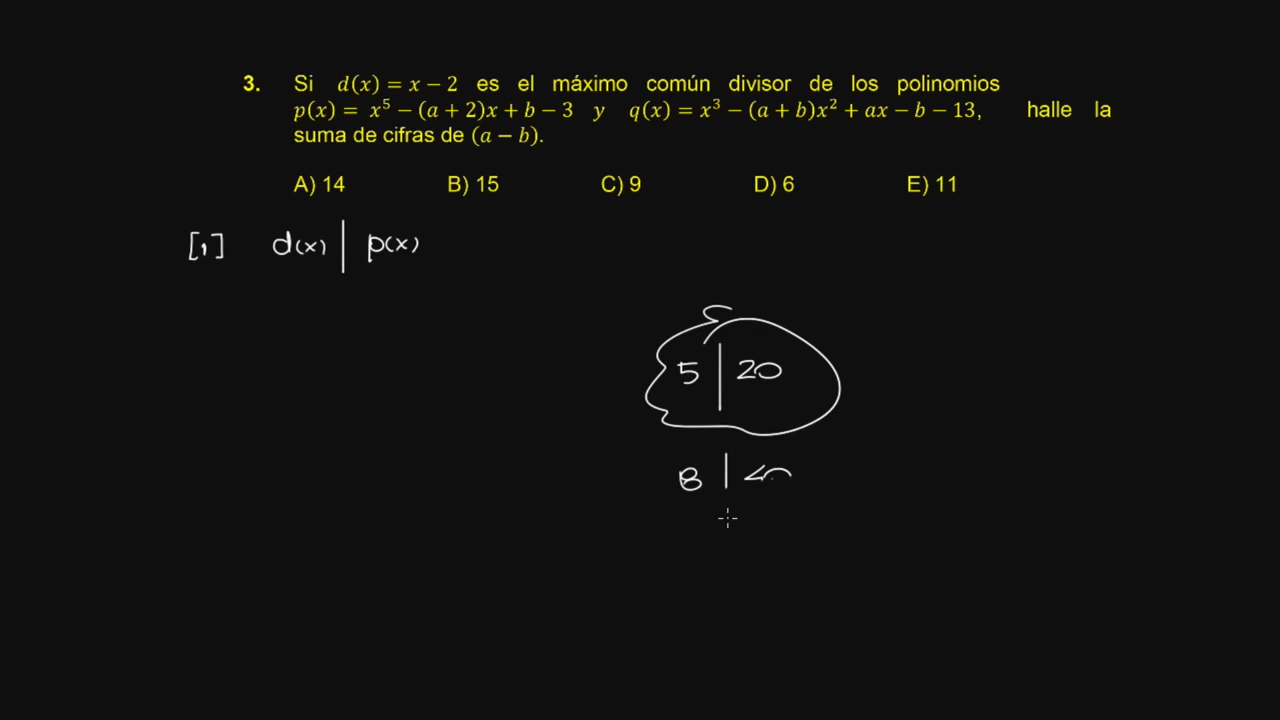 3. Si d(x) = x − 2 es el máximo común divisor de los polinomios
p(x) = x⁵ − (a + 2)x + b − 3 y q(x) = x³ − (a + b)x² + ax − b − 13, halle la
suma de cifras de (a − b).
A) 14 B) 15 C) 9 D) 6 E) 11
[1] d(x) | p(x)
5 | 20
8 | 40